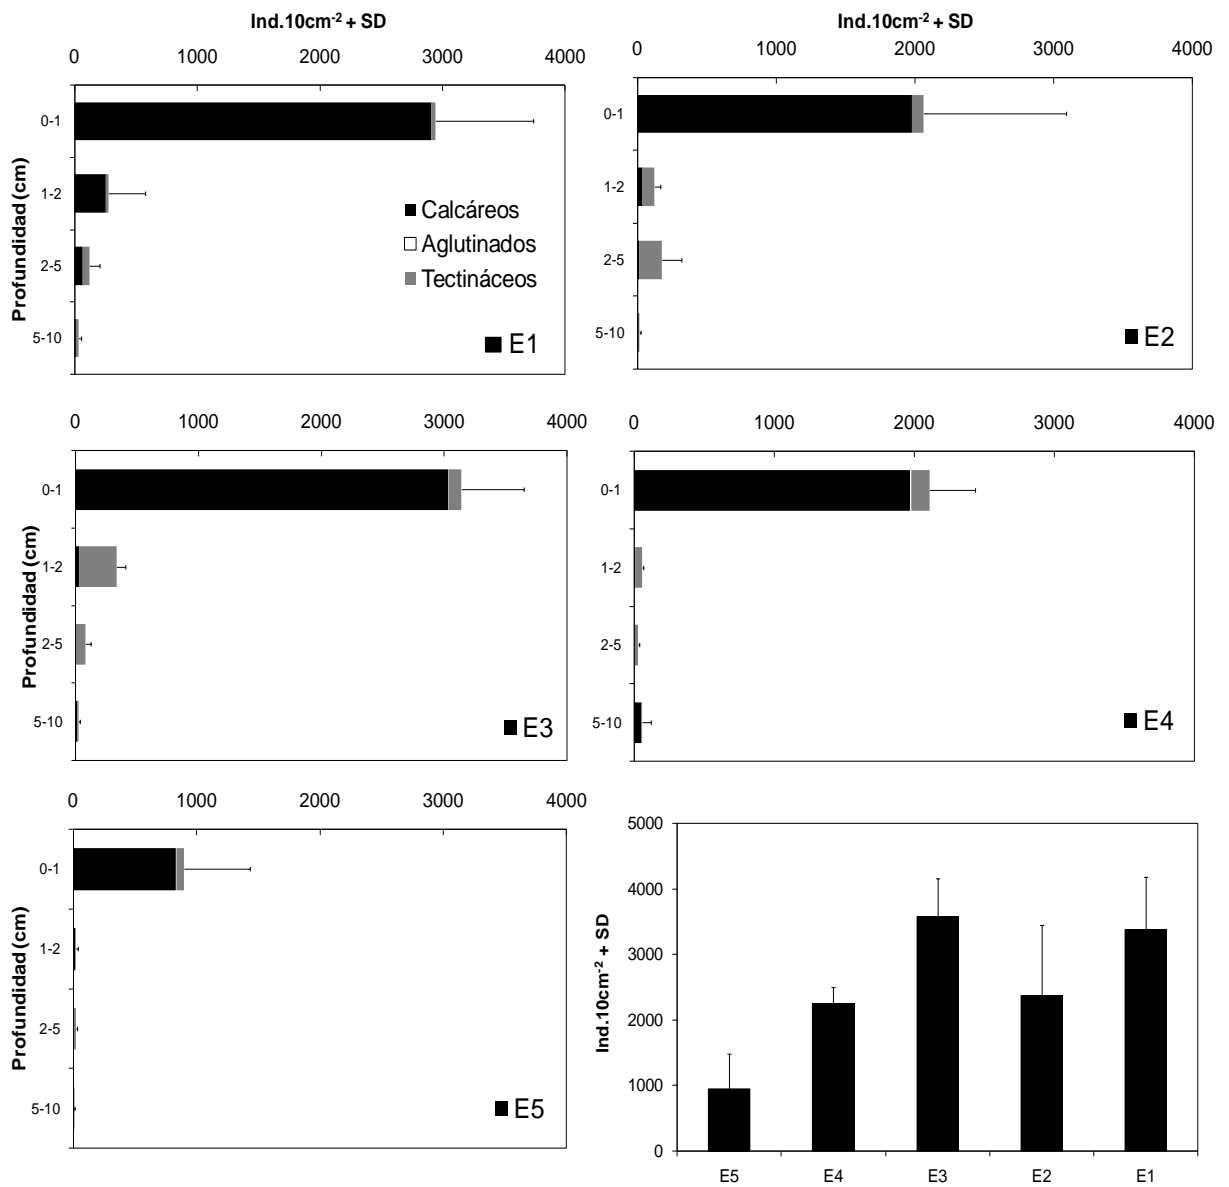 Ind.10cm-2 + SD
0 1000 2000 3000 4000
Profundidad (cm)
0-1
1-2
2-5
5-10
Calcáreos
Aglutinados
Tectináceos
E1
Ind.10cm-2 + SD
0 1000 2000 3000 4000
0-1
1-2
2-5
5-10
E2
0 1000 2000 3000 4000
Profundidad (cm)
0-1
1-2
2-5
5-10
E3
0 1000 2000 3000 4000
0-1
1-2
2-5
5-10
E4
0 1000 2000 3000 4000
Profundidad (cm)
0-1
1-2
2-5
5-10
E5
Ind.10cm-2 + SD
5000
4000
3000
2000
1000
0
E5 E4 E3 E2 E1